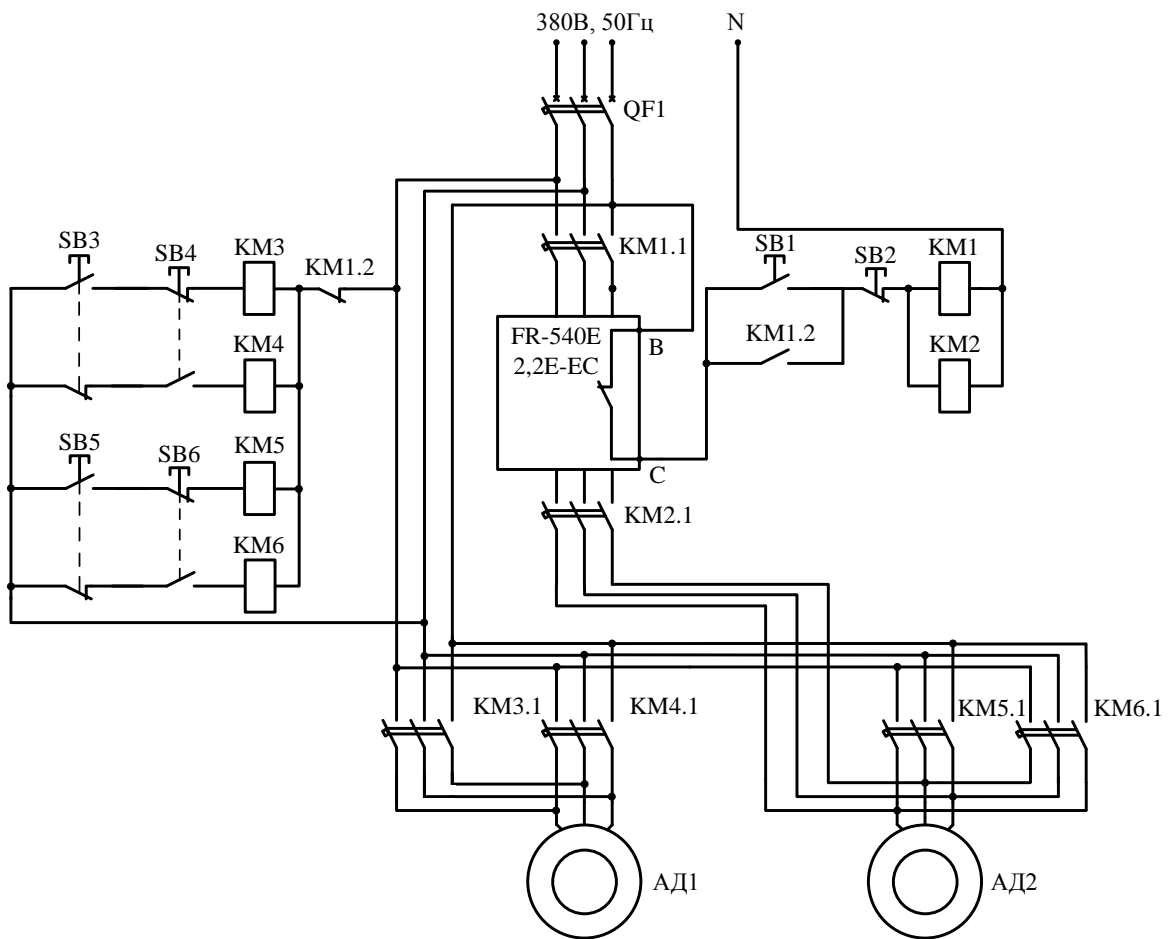 380В, 50Гц
N
QF1
SB3
SB4
KM3
KM1.2
KM1.1
SB1
SB2
KM1
FR-540E
2,2E-EC
B
KM1.2
KM2
KM4
SB5
SB6
KM5
C
KM2.1
KM6
KM3.1
KM4.1
KM5.1
KM6.1
АД1
АД2